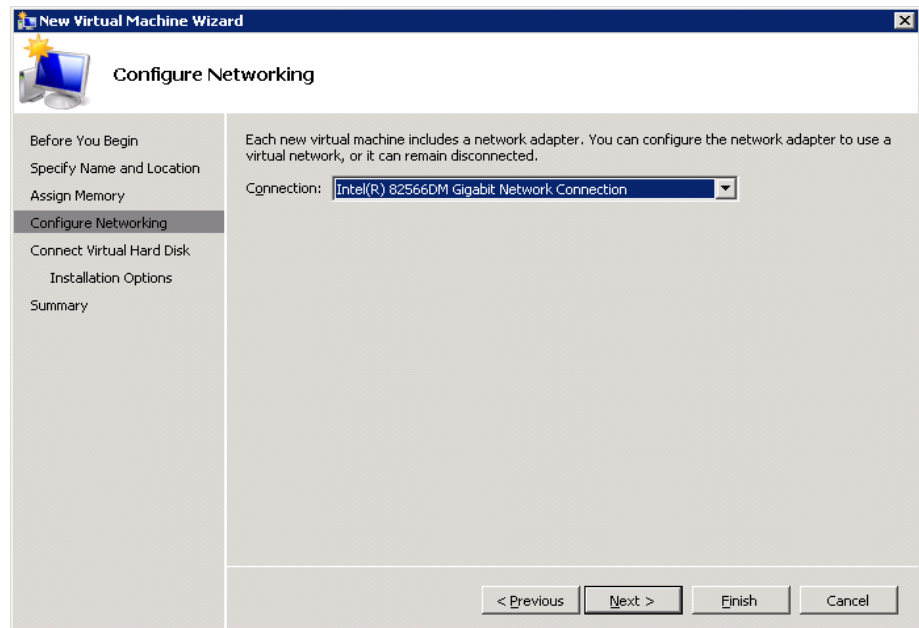 New Virtual Machine Wizard
Configure Networking
Before You Begin
Specify Name and Location
Assign Memory
Configure Networking
Connect Virtual Hard Disk
Installation Options
Summary
Each new virtual machine includes a network adapter. You can configure the network adapter to use a
virtual network, or it can remain disconnected.
Connection: Intel(R) 82566DM Gigabit Network Connection
< Previous Next > Finish Cancel